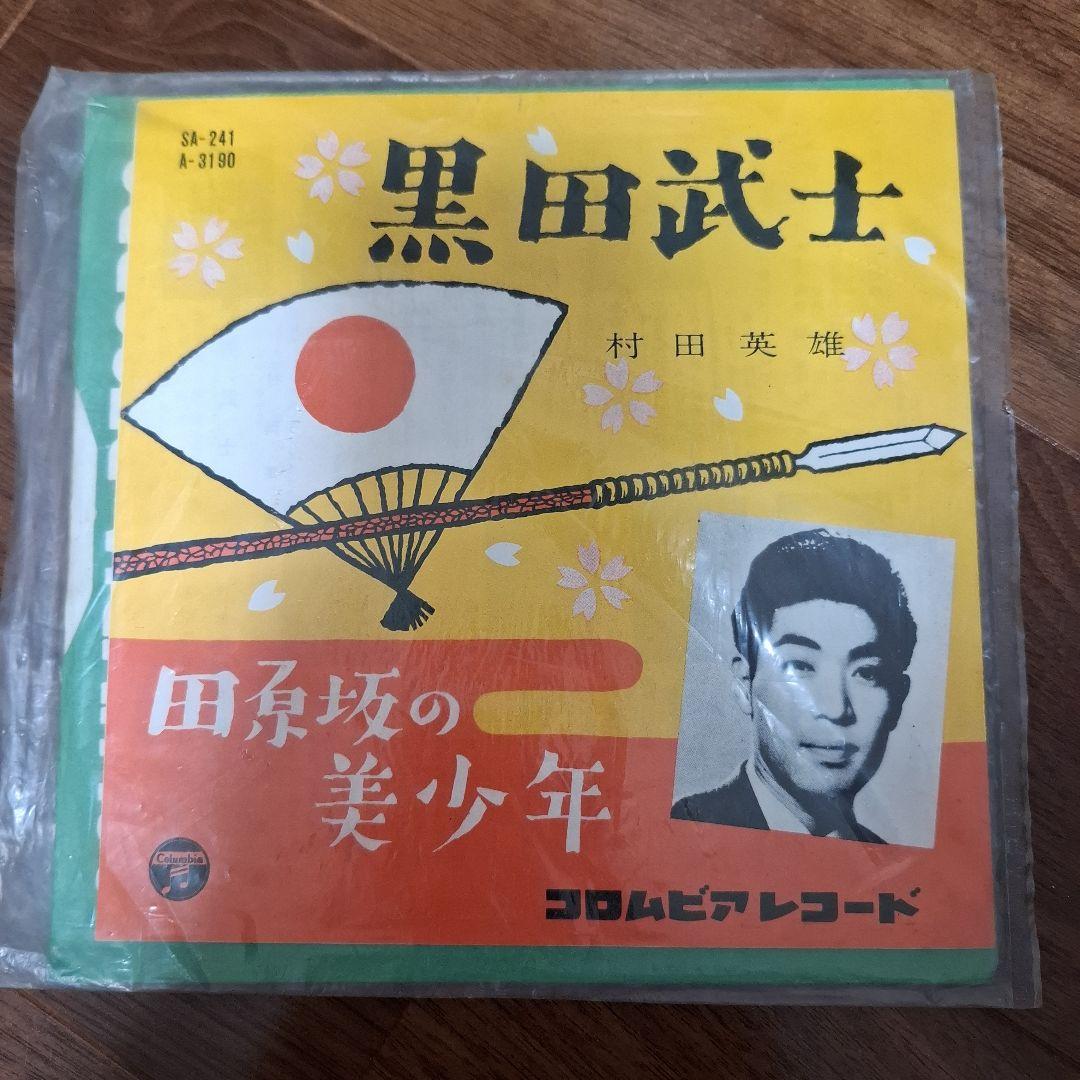 SA-241
A-3190
黒田武士
村田英雄
田原坂の
美少年
Columbia
コロムビアレコード